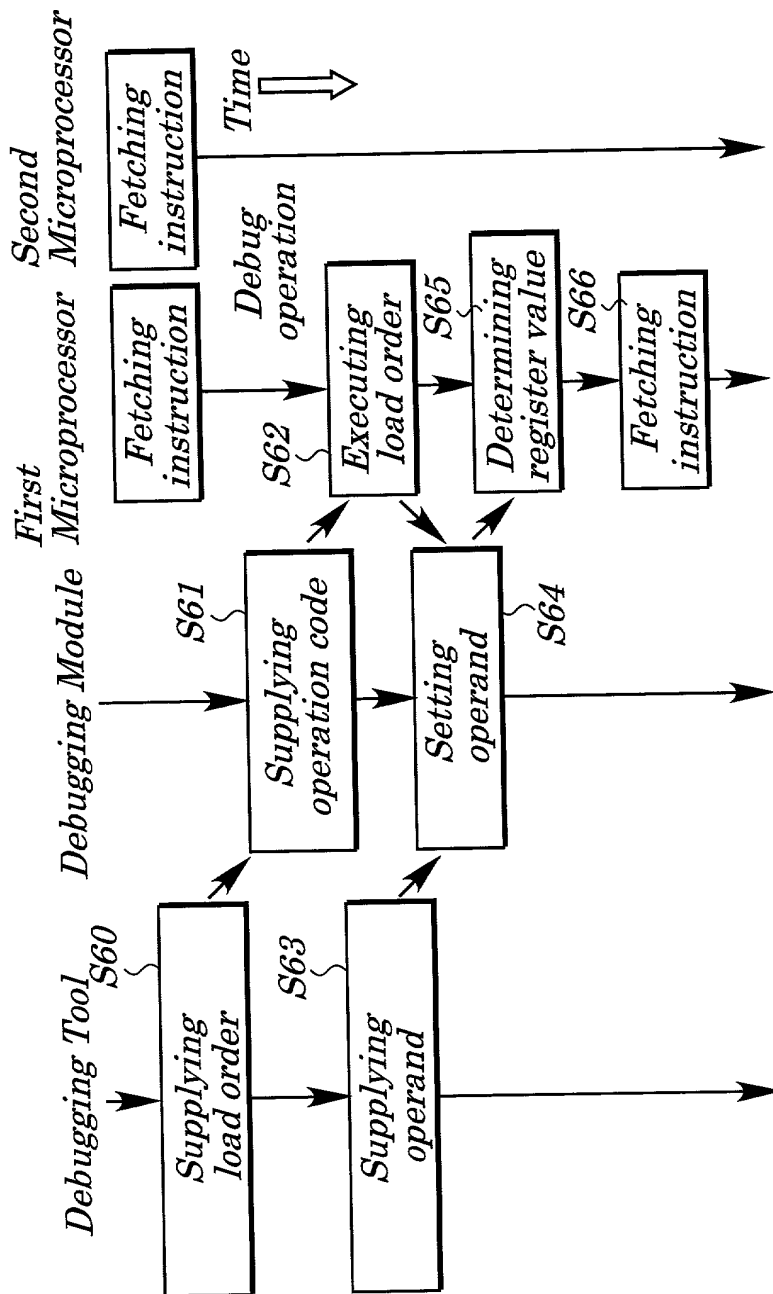 Debugging Tool
Debugging Module
First
Microprocessor
Second
Microprocessor
Fetching
instruction
Fetching
instruction
Time
S60
Supplying
load order
S61
Supplying
operation code
Debug
operation
S62
Executing
load order
S63
Supplying
operand
Setting
operand
S64
S65
Determining
register value
S66
Fetching
instruction